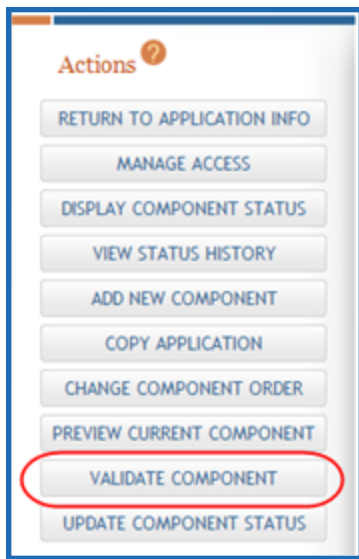 Actions ?
RETURN TO APPLICATION INFO
MANAGE ACCESS
DISPLAY COMPONENT STATUS
VIEW STATUS HISTORY
ADD NEW COMPONENT
COPY APPLICATION
CHANGE COMPONENT ORDER
PREVIEW CURRENT COMPONENT
VALIDATE COMPONENT
UPDATE COMPONENT STATUS